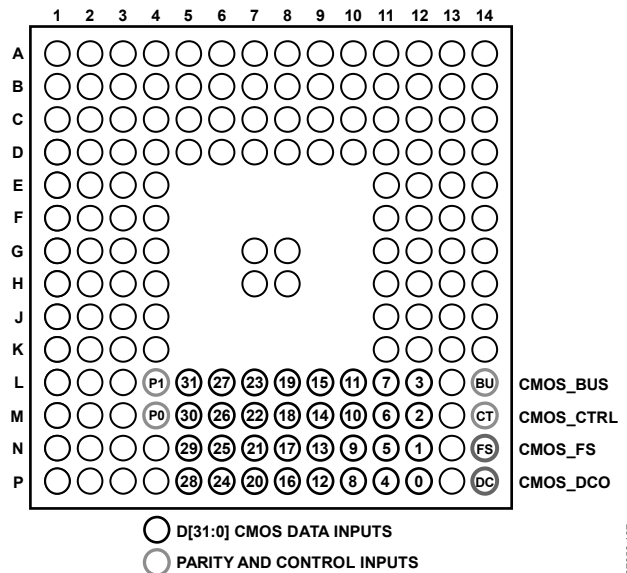 1 2 3 4 5 6 7 8 9 10 11 12 13 14
A
B
C
D
E
F
G
H
J
K
L P1 31 27 23 19 15 11 7 3 BU CMOS_BUS
M P0 30 26 22 18 14 10 6 2 CT CMOS_CTRL
N 29 25 21 17 13 9 5 1 FS CMOS_FS
P 28 24 20 16 12 8 4 0 DC CMOS_DCO
D[31:0] CMOS DATA INPUTS
PARITY AND CONTROL INPUTS